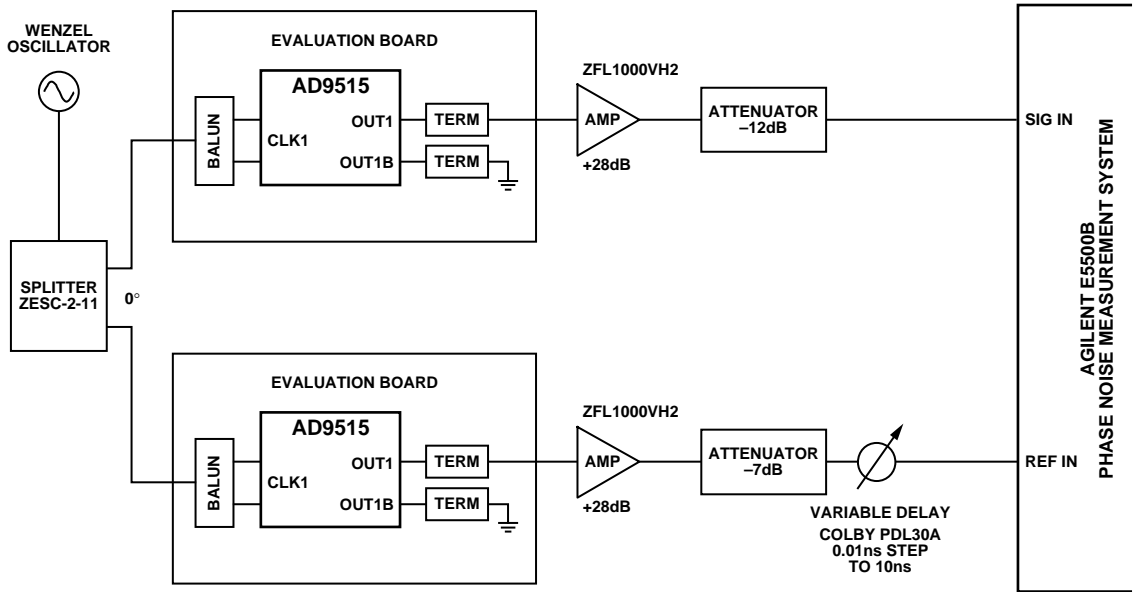 WENZEL
OSCILLATOR
SPLITTER
ZESC-2-11
0°
EVALUATION BOARD
BALUN
AD9515
CLK1
OUT1
OUT1B
TERM
TERM
ZFL1000VH2
AMP
+28dB
ATTENUATOR
–12dB
SIG IN
EVALUATION BOARD
BALUN
AD9515
CLK1
OUT1
OUT1B
TERM
TERM
ZFL1000VH2
AMP
+28dB
ATTENUATOR
–7dB
VARIABLE DELAY
COLBY PDL30A
0.01ns STEP
TO 10ns
REF IN
AGILENT E5500B
PHASE NOISE MEASUREMENT SYSTEM